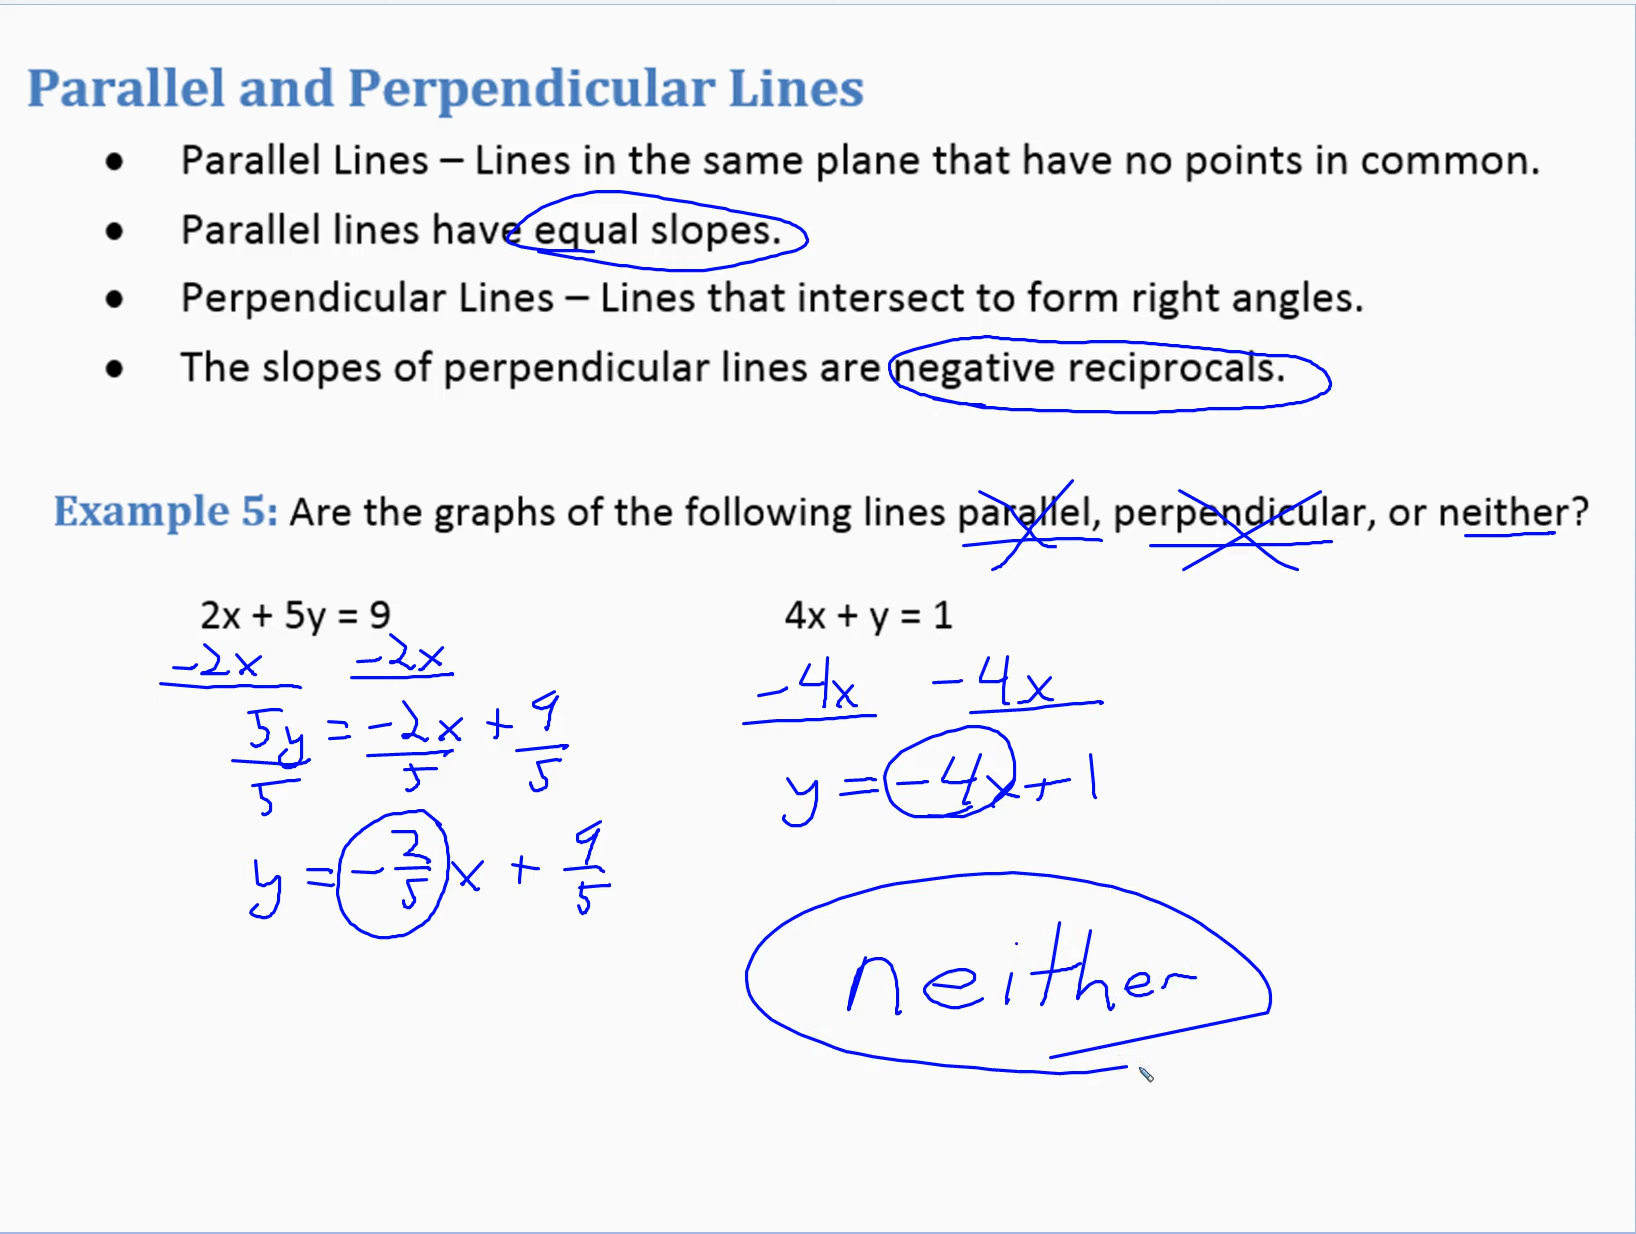 Parallel and Perpendicular Lines
• Parallel Lines – Lines in the same plane that have no points in common.
• Parallel lines have equal slopes.
• Perpendicular Lines – Lines that intersect to form right angles.
• The slopes of perpendicular lines are negative reciprocals.
Example 5: Are the graphs of the following lines parallel, perpendicular, or neither?
2x + 5y = 9
-2x -2x
5y/5 = -2x/5 + 9/5
y = -2/5 x + 9/5
4x + y = 1
-4x -4x
y = -4x + 1
neither